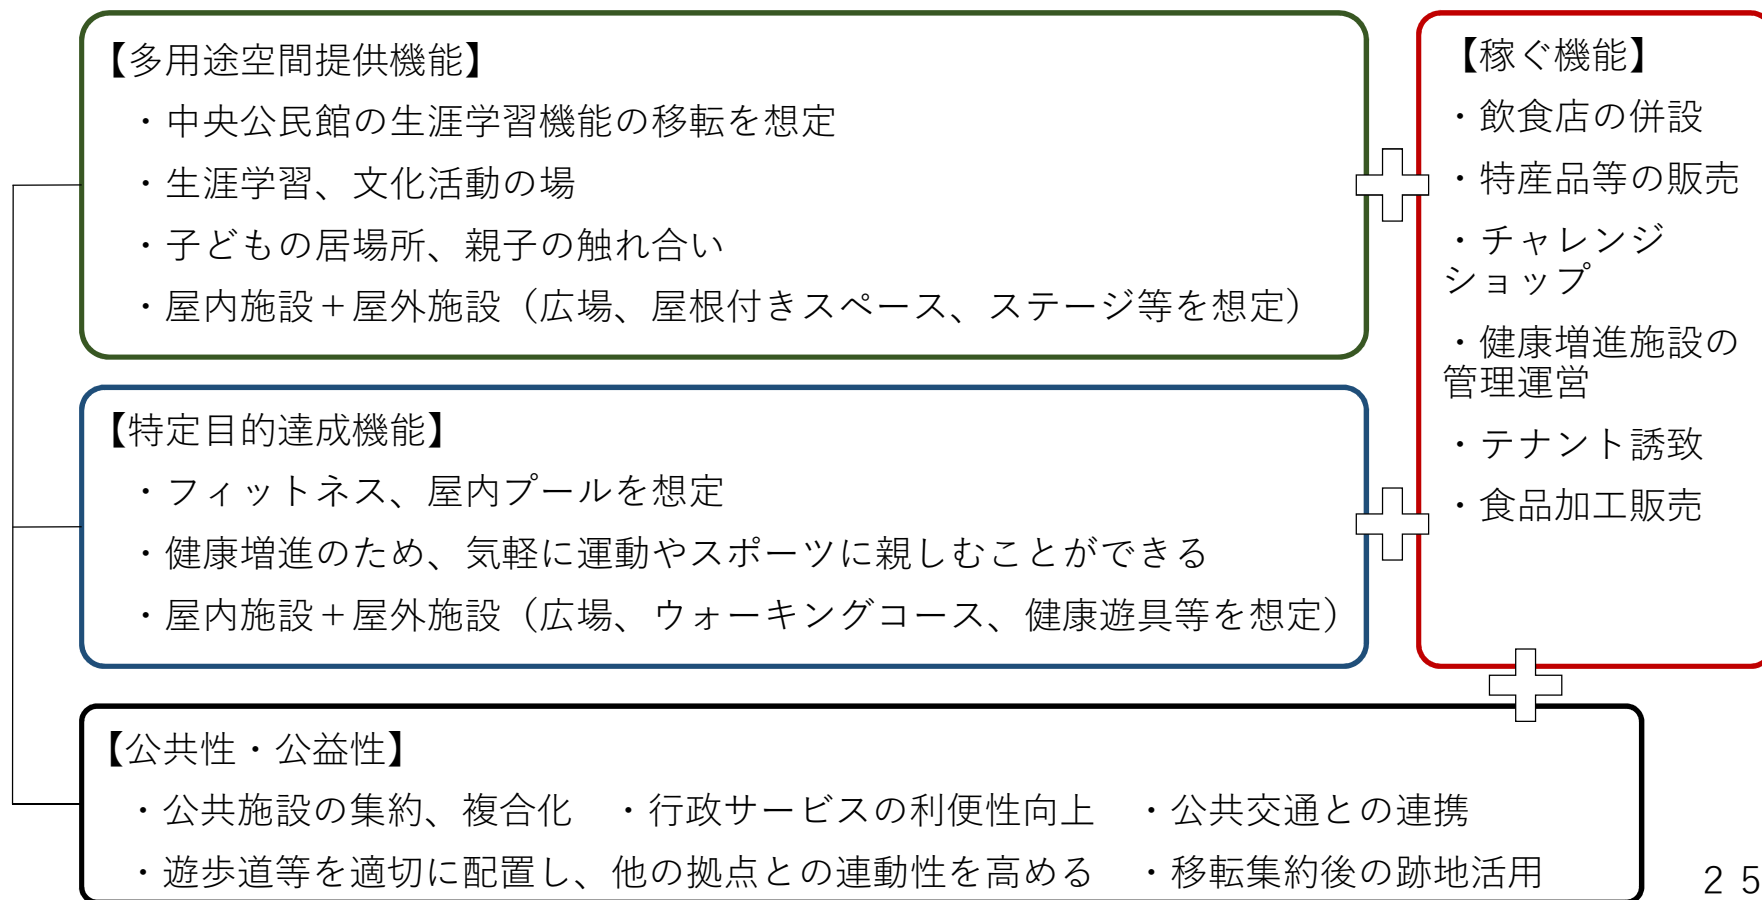 【多用途空間提供機能】
・中央公民館の生涯学習機能の移転を想定
・生涯学習、文化活動の場
・子どもの居場所、親子の触れ合い
・屋内施設＋屋外施設（広場、屋根付きスペース、ステージ等を想定）
【特定目的達成機能】
・フィットネス、屋内プールを想定
・健康増進のため、気軽に運動やスポーツに親しむことができる
・屋内施設＋屋外施設（広場、ウォーキングコース、健康遊具等を想定）
【稼ぐ機能】
・飲食店の併設
・特産品等の販売
・チャレンジ
ショップ
・健康増進施設の
管理運営
・テナント誘致
・食品加工販売
【公共性・公益性】
・公共施設の集約、複合化　・行政サービスの利便性向上　・公共交通との連携
・遊歩道等を適切に配置し、他の拠点との連動性を高める　・移転集約後の跡地活用
２５